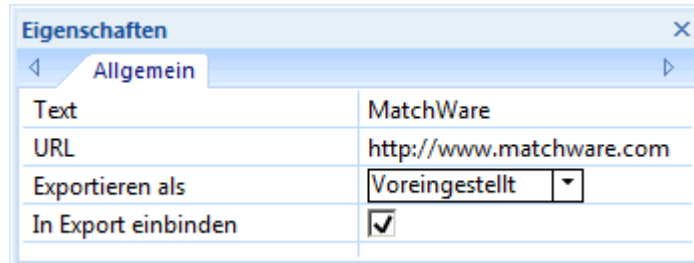 Eigenschaften
Allgemein
Text MatchWare
URL http://www.matchware.com
Exportieren als Voreingestellt
In Export einbinden